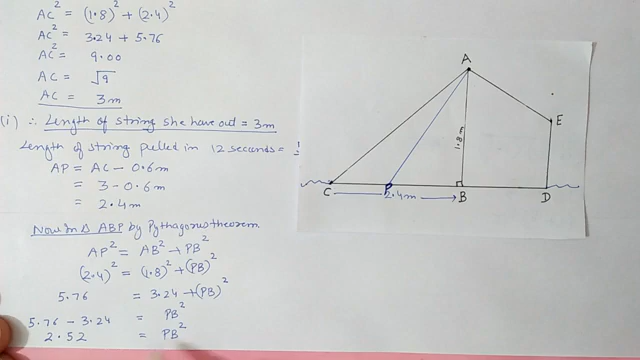 AC² = (1.8)² + (2.4)²
AC² = 3.24 + 5.76
AC² = 9.00
AC = √9
AC = 3m
(i) ∴ Length of string she have out = 3m
Length of string pulled in 12 seconds =
AP = AC - 0.6m
= 3 - 0.6m
= 2.4m
Now in Δ ABP by Pythagorus theorem
AP² = AB² + PB²
(2.4)² = (1.8)² + (PB)²
5.76 = 3.24 + (PB)²
5.76 - 3.24 = PB²
2.52 = PB²
A
E
1.8m
C
P
2.4m
B
D